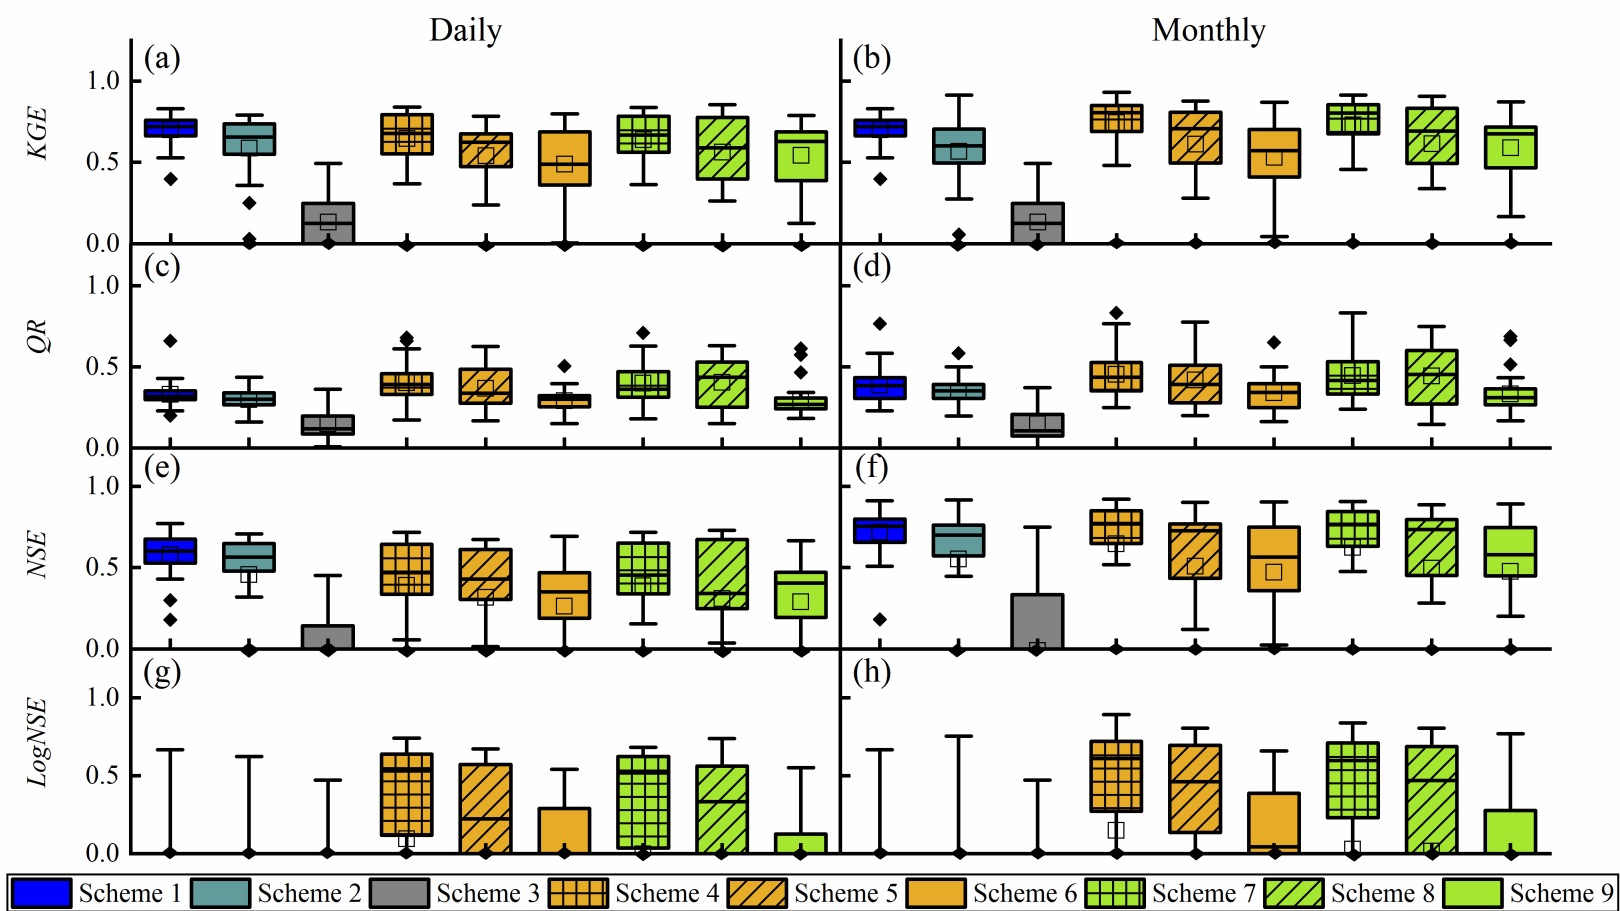 Daily Monthly
(a) (b)
KGE
1.0
0.5
0.0
(c) (d)
QR
1.0
0.5
0.0
(e) (f)
NSE
1.0
0.5
0.0
(g) (h)
LogNSE
1.0
0.5
0.0
Scheme 1 Scheme 2 Scheme 3 Scheme 4 Scheme 5 Scheme 6 Scheme 7 Scheme 8 Scheme 9